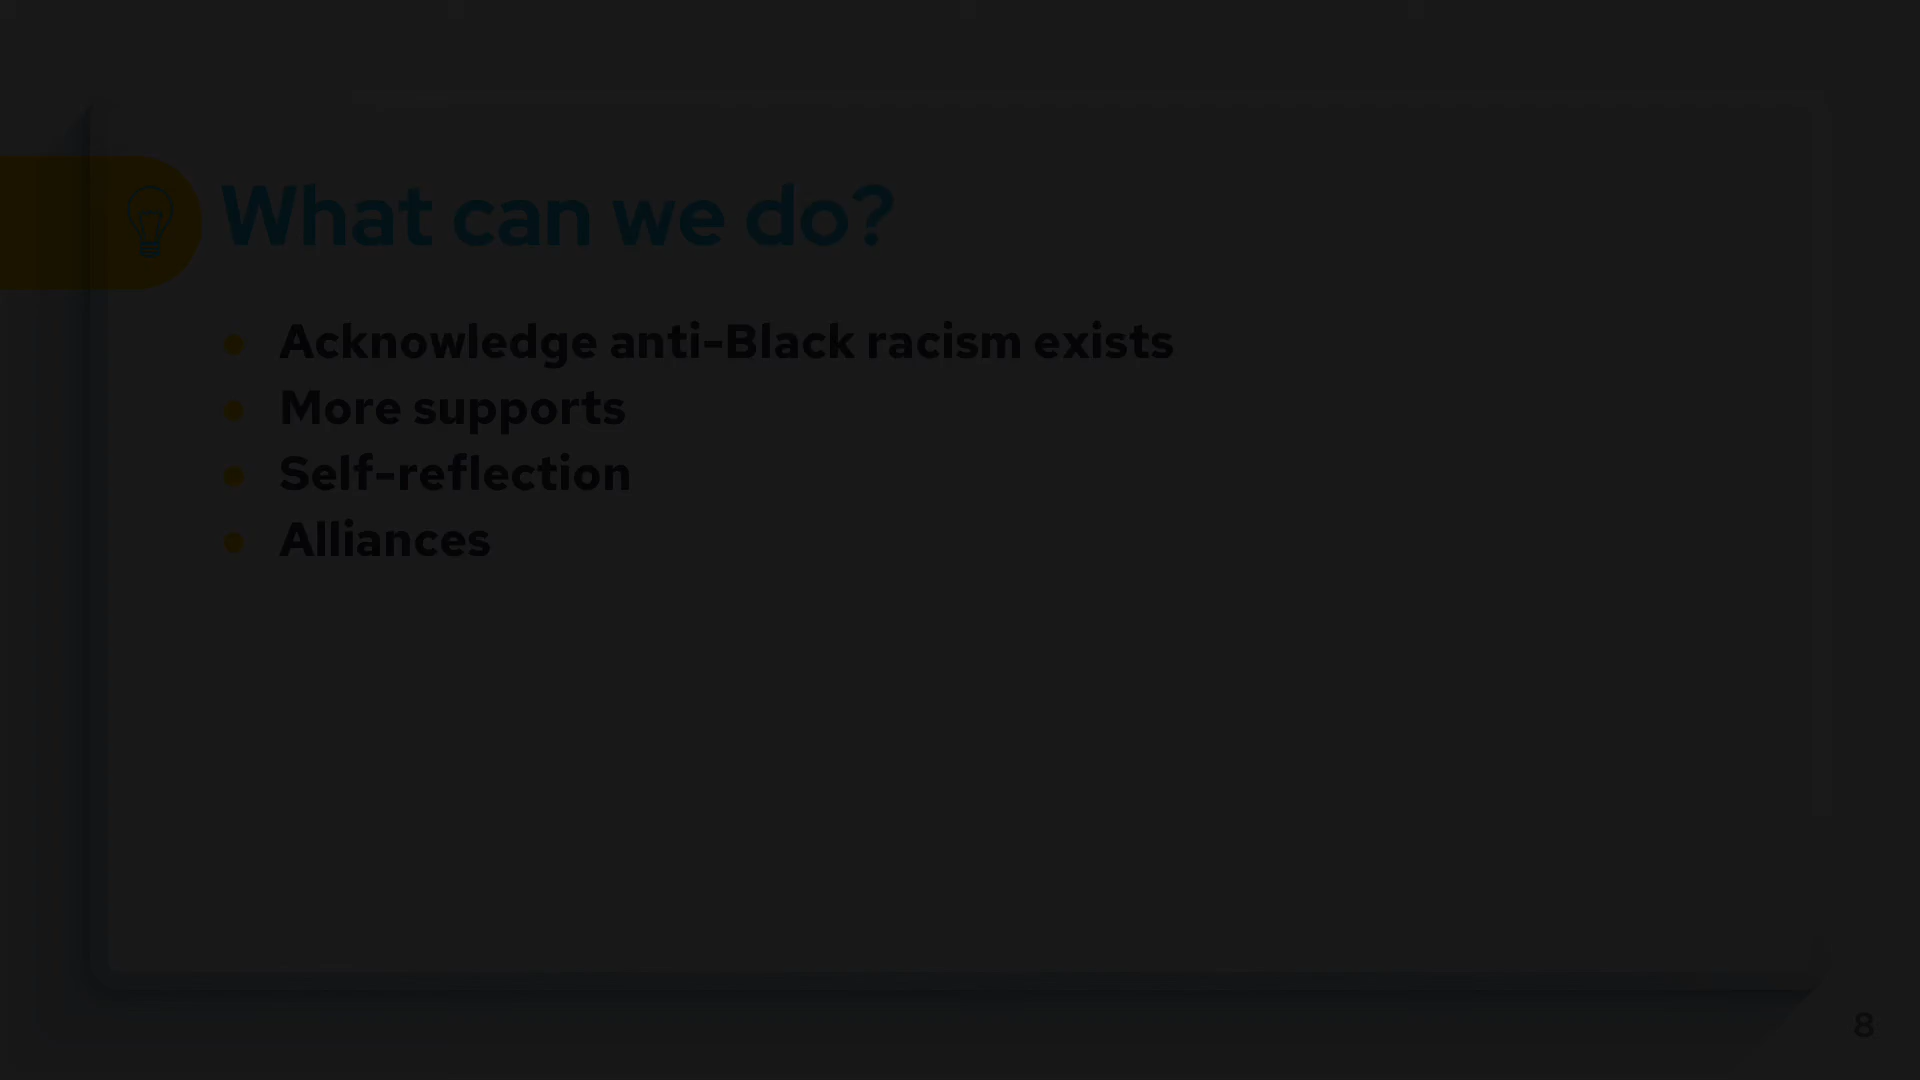 What can we do?
Acknowledge anti-Black racism exists
More supports
Self-reflection
Alliances
8